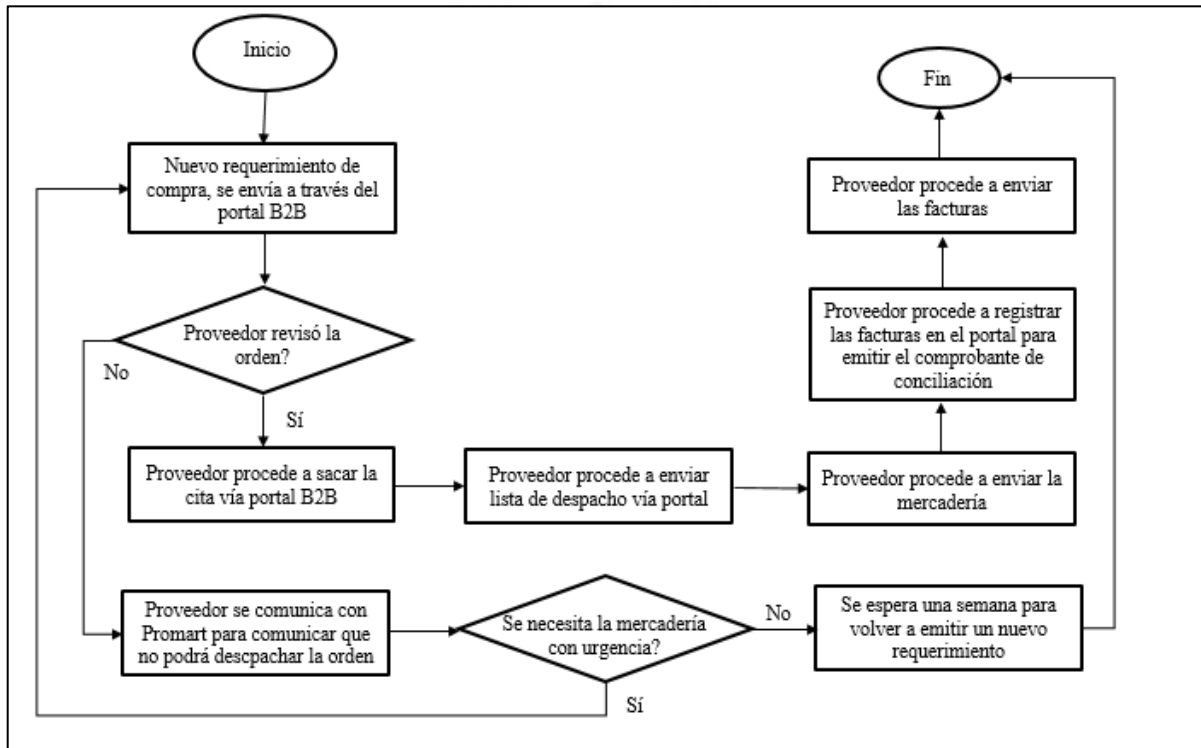 Inicio
Nuevo requerimiento de
compra, se envía a través del
portal B2B
Proveedor revisó la
orden?
No
Sí
Proveedor procede a sacar la
cita vía portal B2B
Proveedor procede a enviar
lista de despacho vía portal
Proveedor procede a enviar la
mercadería
Proveedor procede a registrar
las facturas en el portal para
emitir el comprobante de
conciliación
Proveedor procede a enviar
las facturas
Fin
Proveedor se comunica con
Promart para comunicar que
no podrá descpachar la orden
Se necesita la mercadería
con urgencia?
No
Sí
Se espera una semana para
volver a emitir un nuevo
requerimiento